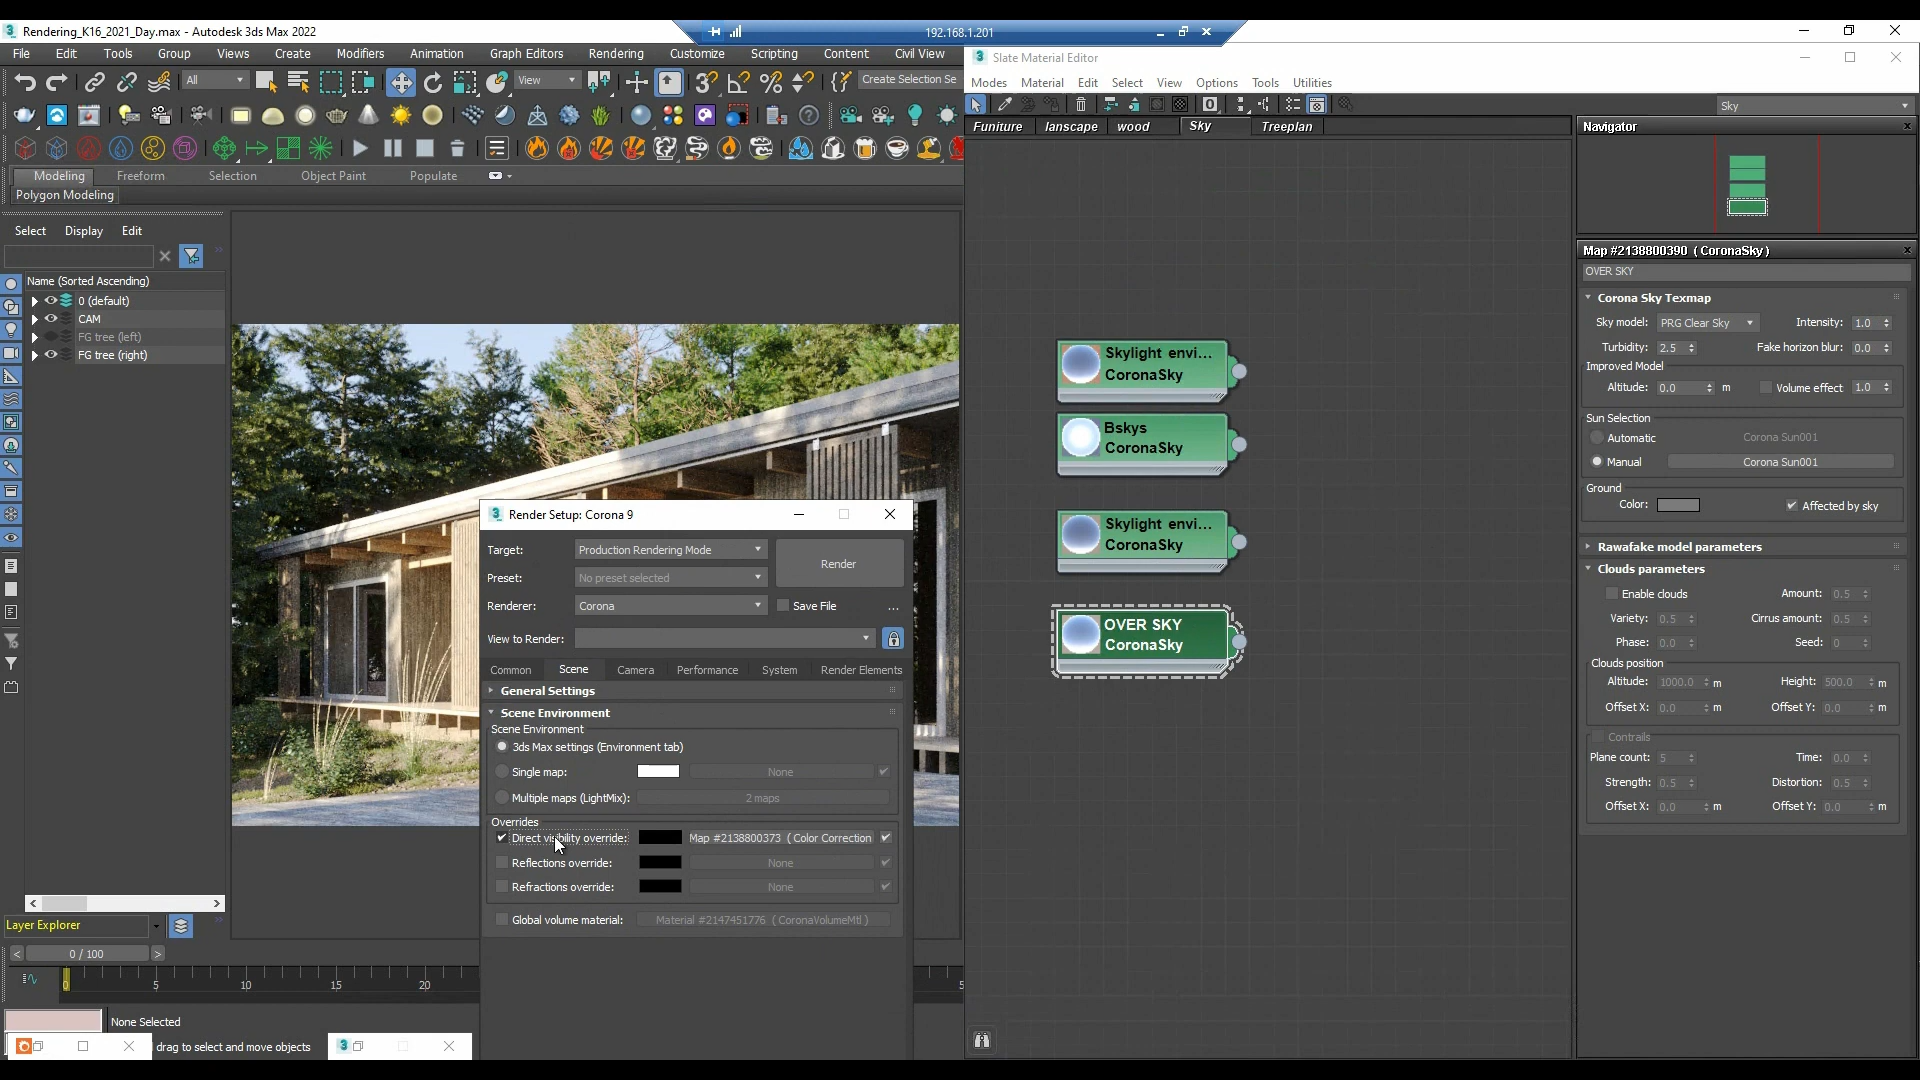 Rendering_K16_2021_Day.max - Autodesk 3ds Max 2022
192.168.1.201
File Edit Tools Group Views Create Modifiers Animation Graph Editors Rendering Customize Scripting Content Civil View
Slate Material Editor
Modes Material Edit Select View Options Tools Utilities
All
View
Create Selection Se
Sky
Funiture lanscape wood Sky Treeplan
Navigator
Modeling Freeform Selection Object Paint Populate
Polygon Modeling
Select Display Edit
Name (Sorted Ascending)
0 (default)
CAM
FG tree (left)
FG tree (right)
Layer Explorer
0 / 100
0 5 10 15 20
None Selected
drag to select and move objects
Render Setup: Corona 9
Target: Production Rendering Mode
Render
Preset: No preset selected
Renderer: Corona
Save File ...
View to Render:
Common Scene Camera Performance System Render Elements
General Settings
Scene Environment
Scene Environment
3ds Max settings (Environment tab)
Single map: None
Multiple maps (LightMix): 2 maps
Overrides
Direct visibility override: Map #2138800373 ( Color Correction
Reflections override: None
Refractions override: None
Global volume material: Material #2147451776 ( CoronaVolumeMtl )
Skylight envi...
CoronaSky
Bskys
CoronaSky
Skylight envi...
CoronaSky
OVER SKY
CoronaSky
Map #2138800390 ( CoronaSky )
OVER SKY
Corona Sky Texmap
Sky model: PRG Clear Sky Intensity: 1.0
Turbidity: 2.5 Fake horizon blur: 0.0
Improved Model
Altitude: 0.0 m Volume effect 1.0
Sun Selection
Automatic Corona Sun001
Manual Corona Sun001
Ground
Color: Affected by sky
Rawafake model parameters
Clouds parameters
Enable clouds Amount: 0.5
Variety: 0.5 Cirrus amount: 0.5
Phase: 0.0 Seed: 0
Clouds position
Altitude: 1000.0 m Height: 500.0 m
Offset X: 0.0 m Offset Y: 0.0 m
Contrails
Plane count: 5 Time: 0.0
Strength: 0.5 Distortion: 0.5
Offset X: 0.0 m Offset Y: 0.0 m